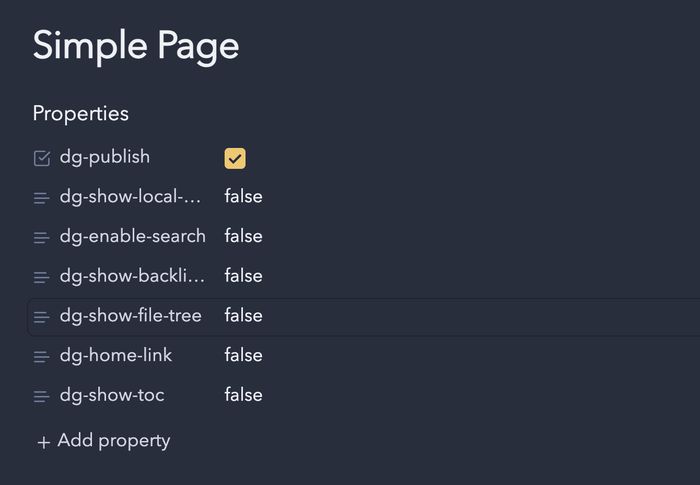 Simple Page
Properties
dg-publish
dg-show-local-... false
dg-enable-search false
dg-show-backli... false
dg-show-file-tree false
dg-home-link false
dg-show-toc false
+ Add property